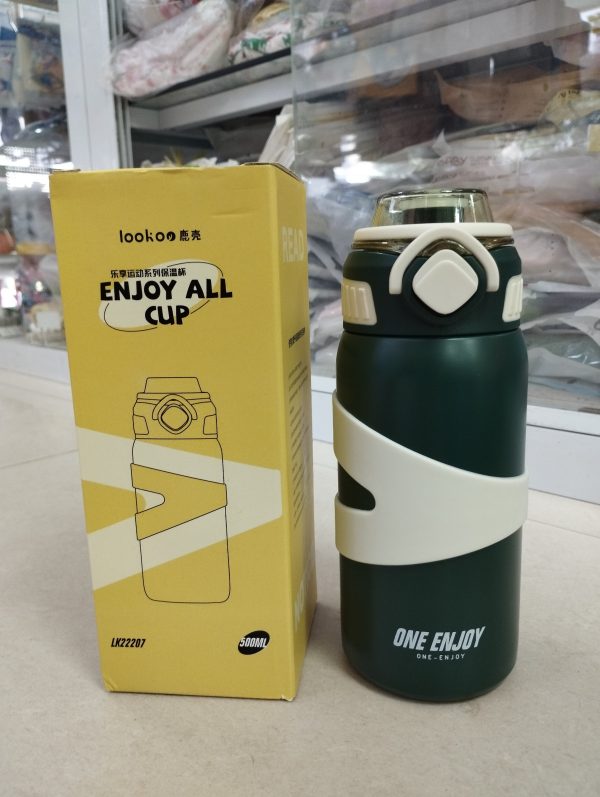 lookoo 鹿壳
乐享运动系列保温杯
ENJOY ALL
CUP
LK22207
500ML
READ
ONE ENJOY
ONE-ENJOY